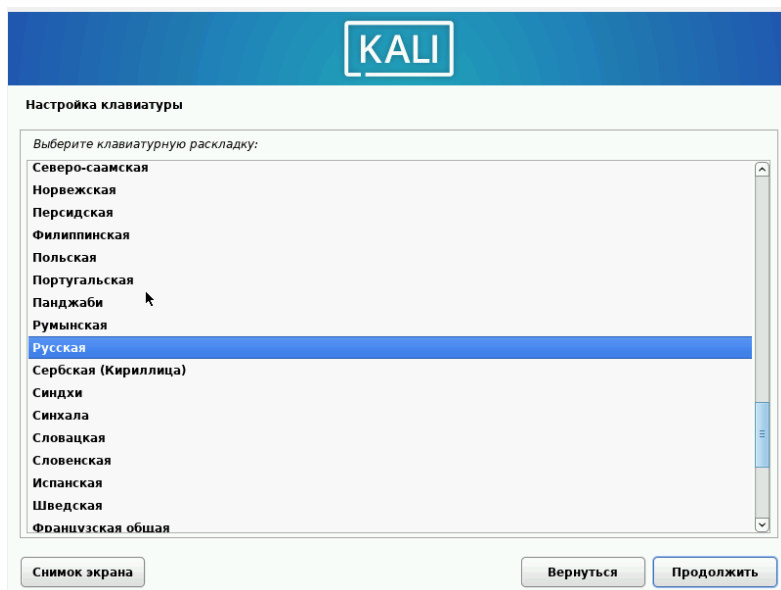 KALI
Настройка клавиатуры
Выберите клавиатурную раскладку:
Северо-саамская
Норвежская
Персидская
Филиппинская
Польская
Португальская
Панджаби
Румынская
Русская
Сербская (Кириллица)
Синдхи
Синхала
Словацкая
Словенская
Испанская
Шведская
Французская общая
Снимок экрана
Вернуться
Продолжить